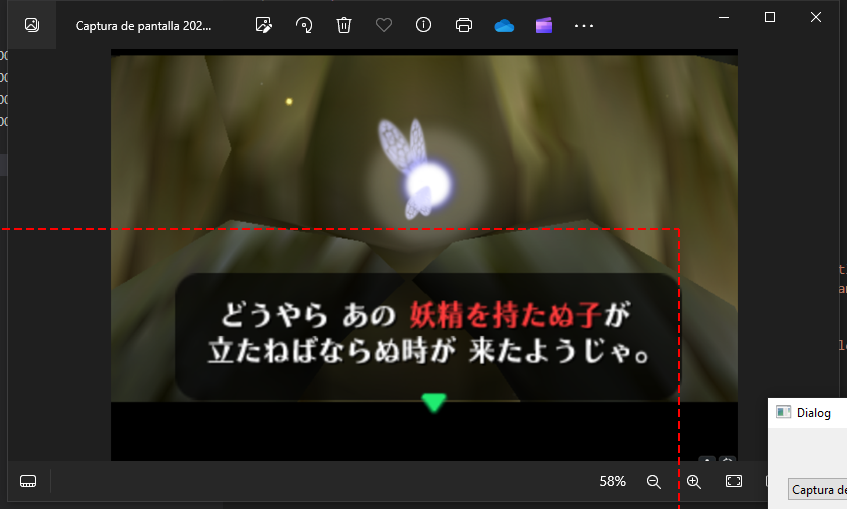 Captura de pantalla 202...
どうやら あの 妖精を持たぬ子が
立たねばならぬ時が 来たようじゃ。
58%
Dialog
Captura de